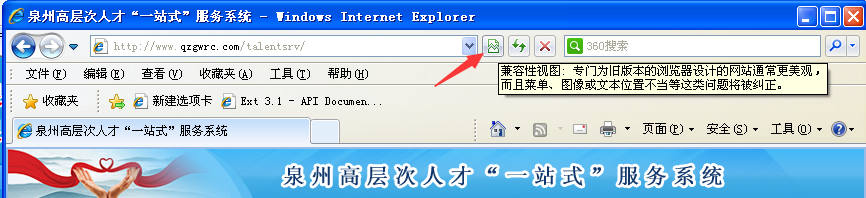 泉州高层次人才“一站式”服务系统 - Windows Internet Explorer
http://www.qzgwrc.com/talentsrv/
360搜索
文件(F) 编辑(E) 查看(V) 收藏夹(A) 工具(T) 帮助(H)
兼容性视图: 专门为旧版本的浏览器设计的网站通常更美观，
而且菜单、图像或文本位置不当等这类问题将被纠正。
收藏夹 新建选项卡 Ext 3.1 - API Documen...
泉州高层次人才“一站式”服务系统
页面(P) 安全(S) 工具(O)
泉州高层次人才“一站式”服务系统